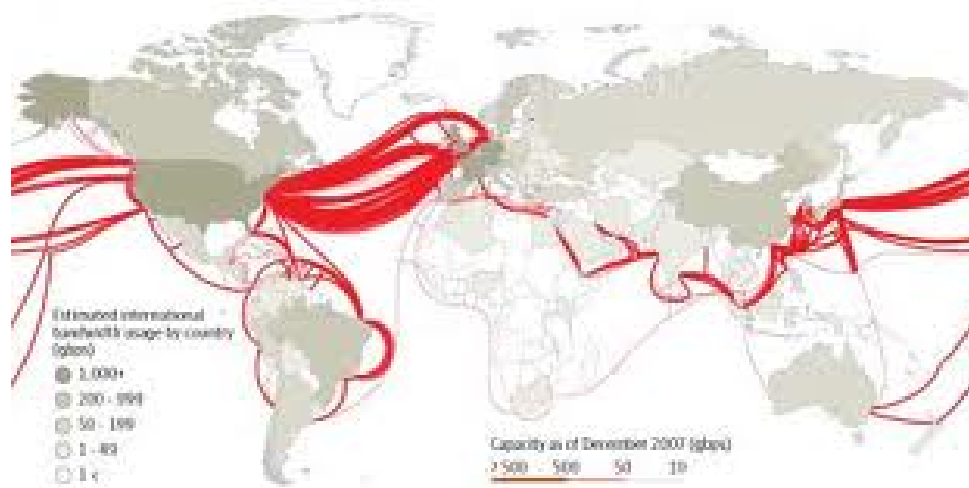 Estimated international
bandwidth usage by country
(gbps)
1,000+
200 - 999
50 - 199
1 - 49
1 <
Capacity as of December 2007 (gbps)
500 50 10